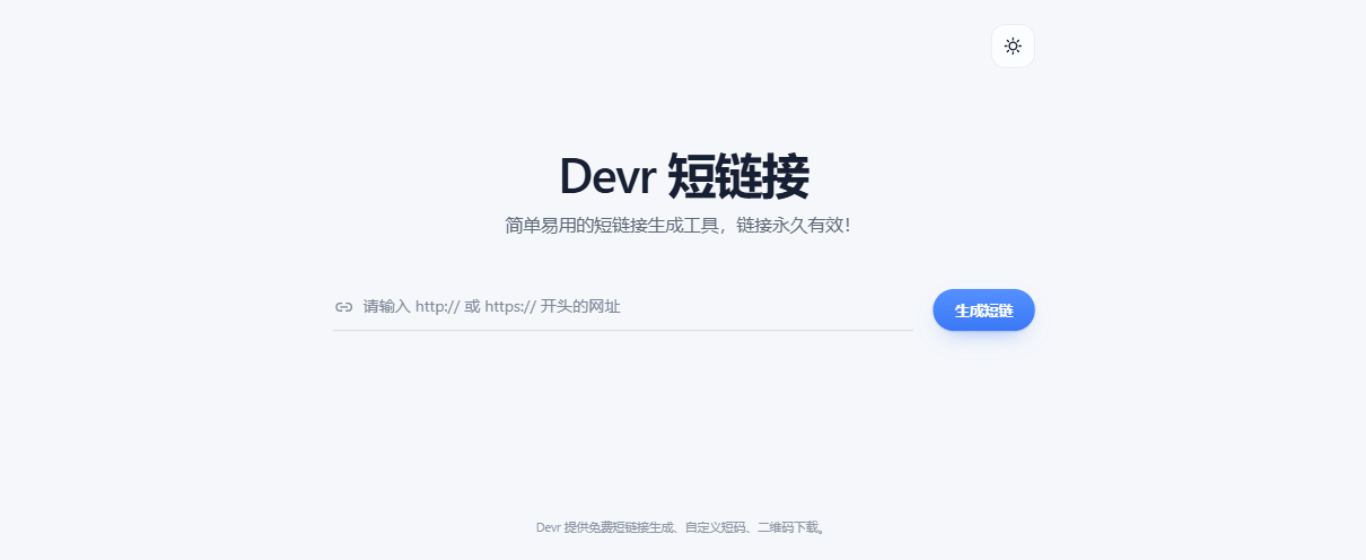 Devr 短链接
简单易用的短链接生成工具，链接永久有效！
请输入 http:// 或 https:// 开头的网址
生成短链
Devr 提供免费短链接生成、自定义短码、二维码下载。